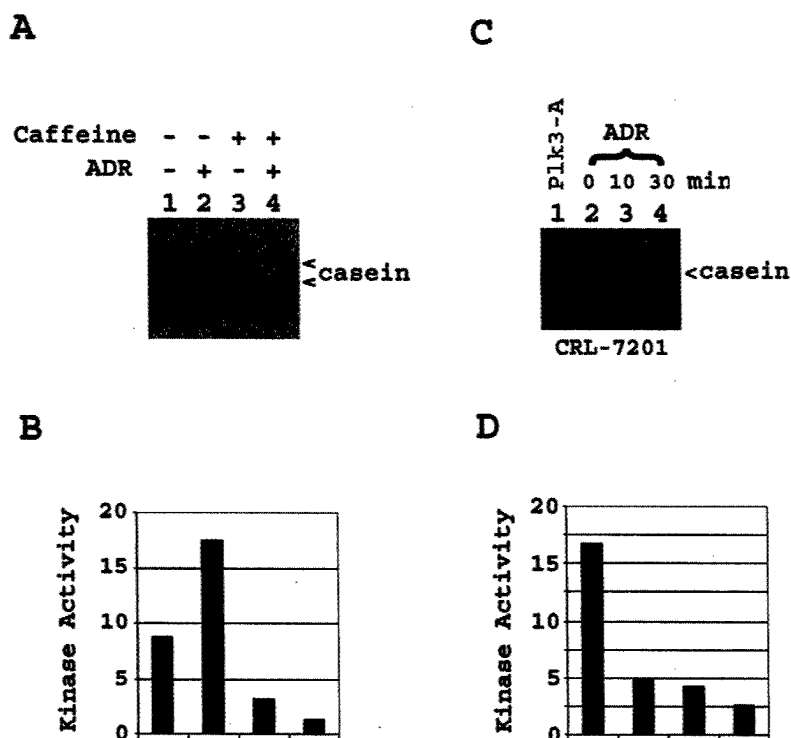 A
Caffeine - - + +
ADR - + - +
1 2 3 4
<casein
<
C
Plk3-A
ADR
0 10 30 min
1 2 3 4
<casein
CRL-7201
B
Kinase Activity
20
15
10
5
0
D
Kinase Activity
20
15
10
5
0